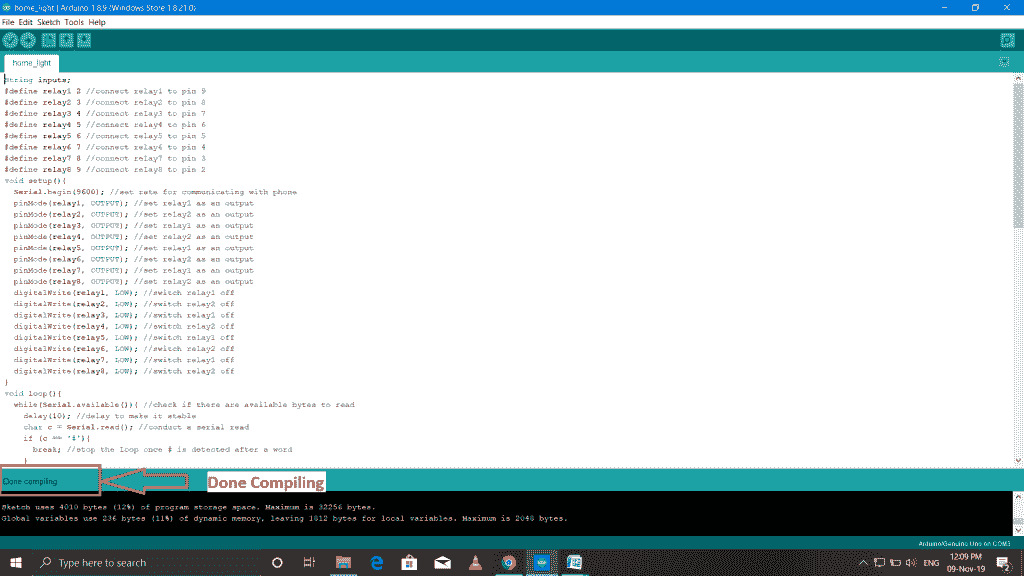 home_light | Arduino 1.8.9 (Windows Store 1.8.21.0)
File Edit Sketch Tools Help
home_light
String inputs;
#define relay1 2 //connect relay1 to pin 9
#define relay2 3 //connect relay2 to pin 8
#define relay3 4 //connect relay3 to pin 7
#define relay4 5 //connect relay4 to pin 6
#define relay5 6 //connect relay5 to pin 5
#define relay6 7 //connect relay6 to pin 4
#define relay7 8 //connect relay7 to pin 3
#define relay8 9 //connect relay8 to pin 2
void setup(){
Serial.begin(9600); //set rate for communicating with phone
pinMode(relay1, OUTPUT); //set relay1 as an output
pinMode(relay2, OUTPUT); //set relay2 as an output
pinMode(relay3, OUTPUT); //set relay1 as an output
pinMode(relay4, OUTPUT); //set relay2 as an output
pinMode(relay5, OUTPUT); //set relay1 as an output
pinMode(relay6, OUTPUT); //set relay2 as an output
pinMode(relay7, OUTPUT); //set relay1 as an output
pinMode(relay8, OUTPUT); //set relay2 as an output
digitalWrite(relay1, LOW); //switch relay1 off
digitalWrite(relay2, LOW); //switch relay2 off
digitalWrite(relay3, LOW); //switch relay1 off
digitalWrite(relay4, LOW); //switch relay2 off
digitalWrite(relay5, LOW); //switch relay1 off
digitalWrite(relay6, LOW); //switch relay2 off
digitalWrite(relay7, LOW); //switch relay1 off
digitalWrite(relay8, LOW); //switch relay2 off
}
void loop(){
while(Serial.available()){ //check if there are available bytes to read
delay(10); //delay to make it stable
char c = Serial.read(); //conduct a serial read
if (c == '#'){
break; //stop the loop once # is detected after a word
}
Done compiling
Done Compiling
Sketch uses 4010 bytes (12%) of program storage space. Maximum is 32256 bytes.
Global variables use 236 bytes (11%) of dynamic memory, leaving 1812 bytes for local variables. Maximum is 2048 bytes.
Arduino/Genuino Uno on COM3
Type here to search
ENG
12:09 PM
09-Nov-19
2